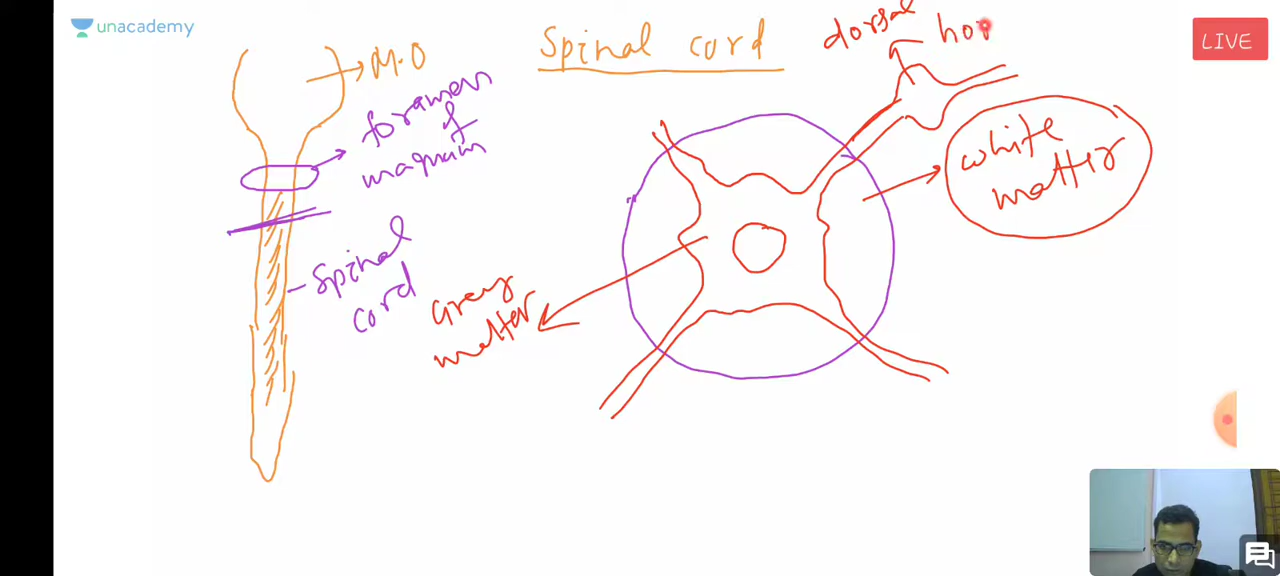 unacademy
Spinal cord
LIVE
M.O
foramen
of
magnum
Spinal
cord
Grey
matter
dorsal
hor
white
matter